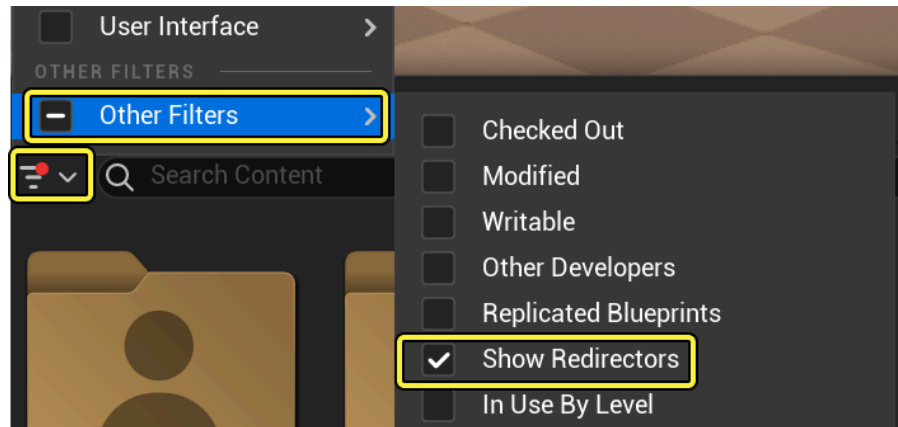 User Interface
OTHER FILTERS
Other Filters
Search Content
Checked Out
Modified
Writable
Other Developers
Replicated Blueprints
Show Redirectors
In Use By Level